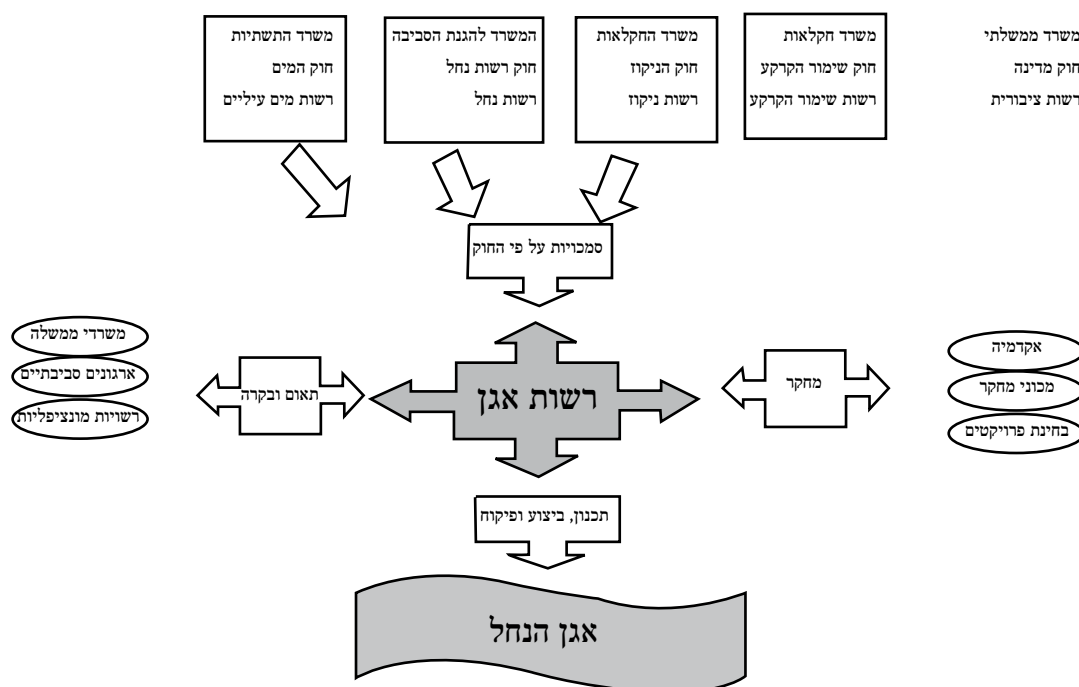 משרד ממשלתי
חוק מדינה
רשות ציבורית
משרד חקלאות
חוק שימור הקרקע
רשות שימור הקרקע
משרד החקלאות
חוק הניקוז
רשות ניקוז
המשרד להגנת הסביבה
חוק רשות נחל
רשות נחל
משרד התשתיות
חוק המים
רשות מים עיליים
סמכויות על פי החוק
אקדמיה
מכוני מחקר
בחינת פרויקטים
מחקר
רשות אגן
תאום ובקרה
משרדי ממשלה
ארגונים סביבתיים
רשויות מונציפליות
תכנון, ביצוע ופיקוח
אגן הנחל